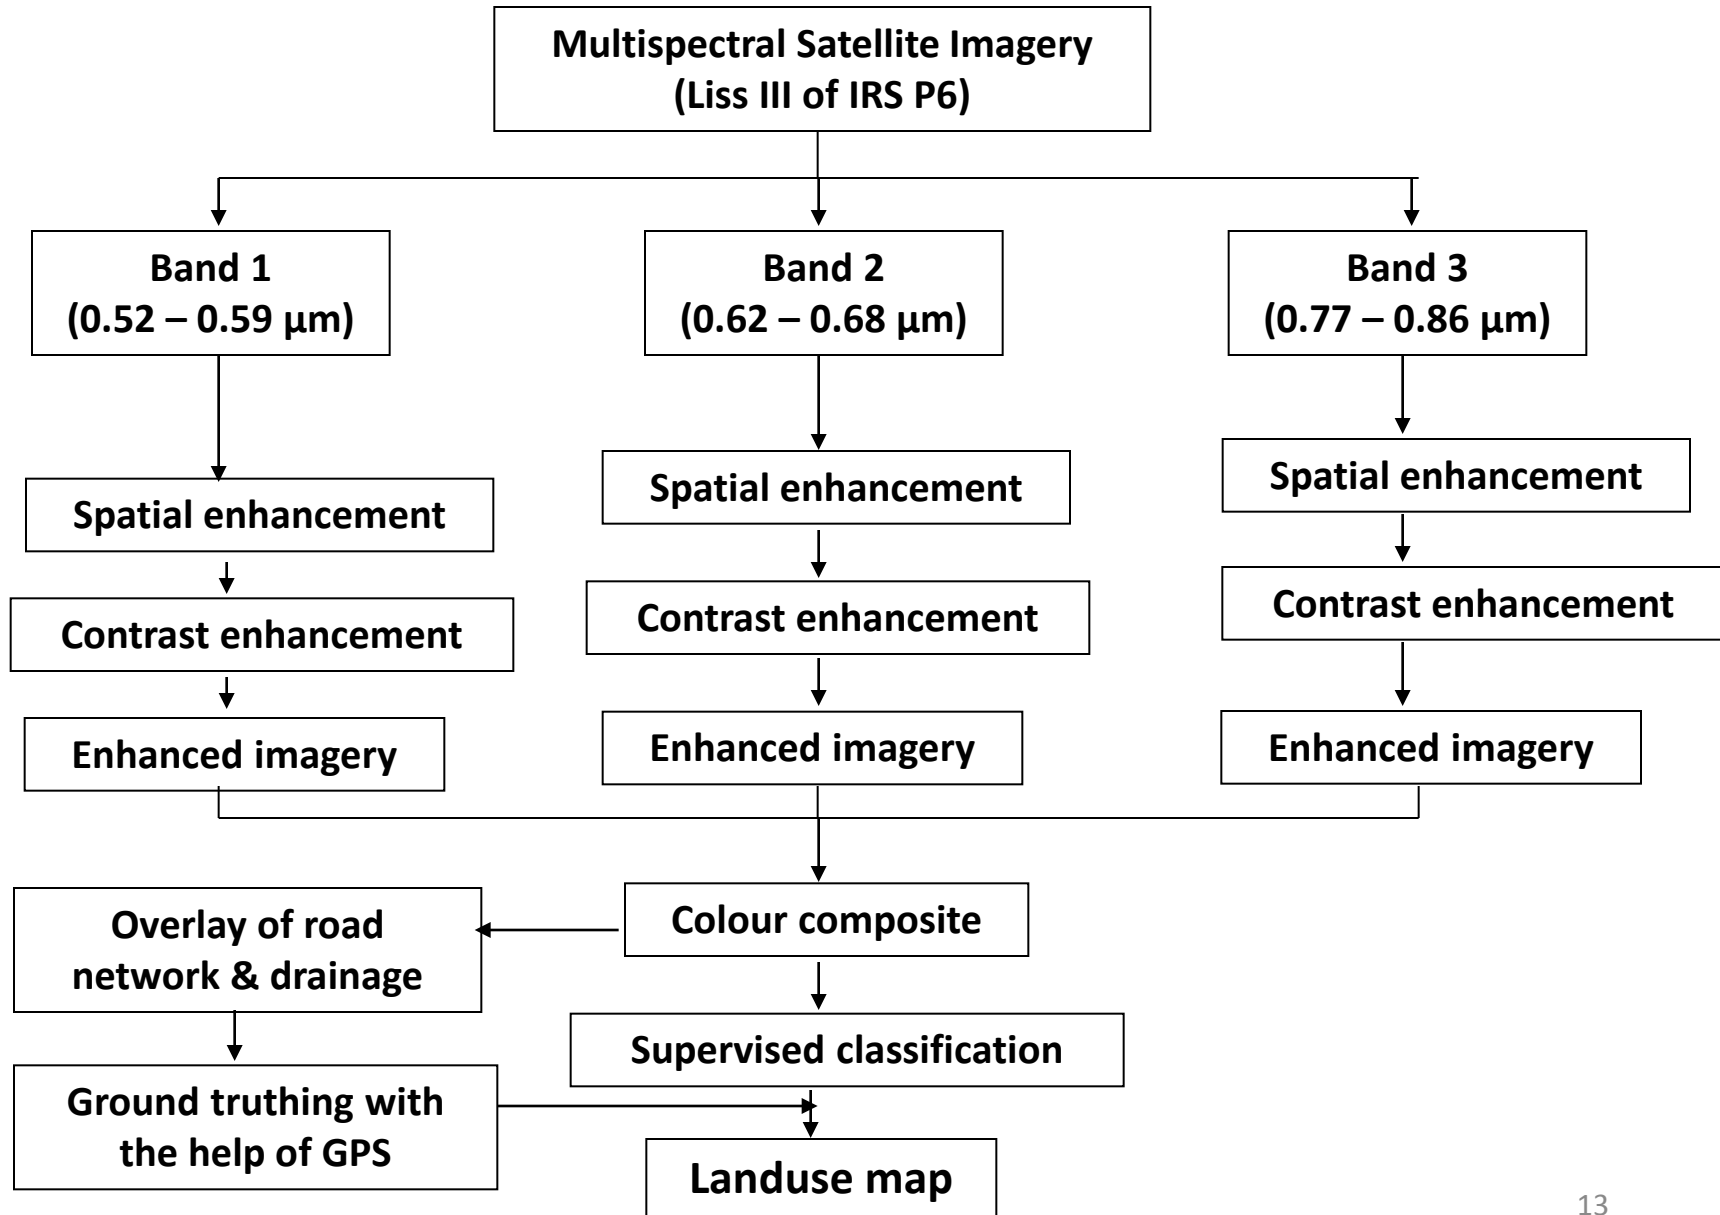 Multispectral Satellite Imagery
(Liss III of IRS P6)
Band 1
(0.52 – 0.59 µm)
Band 2
(0.62 – 0.68 µm)
Band 3
(0.77 – 0.86 µm)
Spatial enhancement
Spatial enhancement
Spatial enhancement
Contrast enhancement
Contrast enhancement
Contrast enhancement
Enhanced imagery
Enhanced imagery
Enhanced imagery
Overlay of road
network & drainage
Colour composite
Supervised classification
Ground truthing with
the help of GPS
Landuse map
13